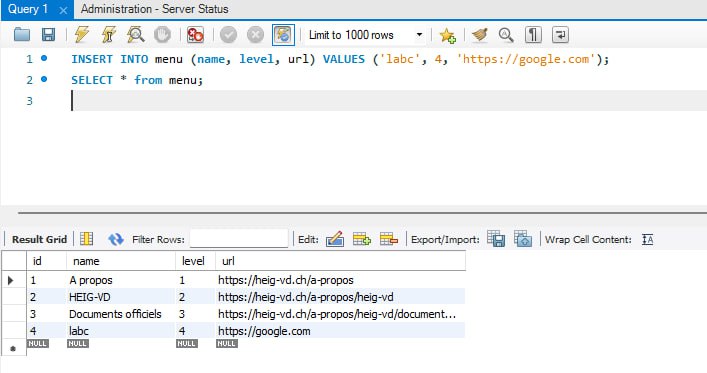 Query 1 Administration - Server Status
Limit to 1000 rows
1 INSERT INTO menu (name, level, url) VALUES ('labc', 4, 'https://google.com');
2 SELECT * from menu;
3
Result Grid Filter Rows: Edit: Export/Import: Wrap Cell Content:
id name level url
1 A propos 1 https://heig-vd.ch/a-propos
2 HEIG-VD 2 https://heig-vd.ch/a-propos/heig-vd
3 Documents officiels 3 https://heig-vd.ch/a-propos/heig-vd/document...
4 labc 4 https://google.com
NULL NULL NULL NULL